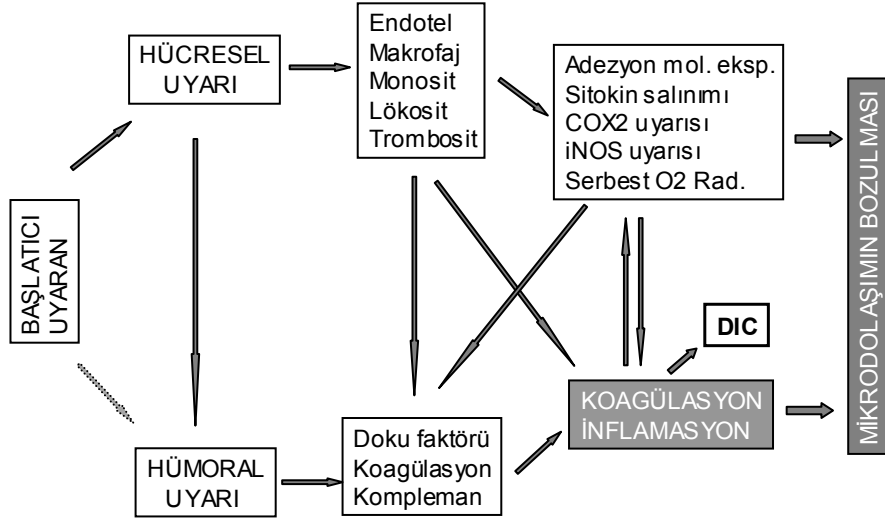 BAŞLATICI
UYARAN
HÜCRESEL
UYARI
HÜMORAL
UYARI
Endotel
Makrofaj
Monosit
Lökosit
Trombosit
Doku faktörü
Koagülasyon
Kompleman
Adezyon mol. eksp.
Sitokin salınımı
COX2 uyarısı
iNOS uyarısı
Serbest O2 Rad.
DIC
KOAGÜLASYON
İNFLAMASYON
MİKRODOLAŞIMIN BOZULMASI